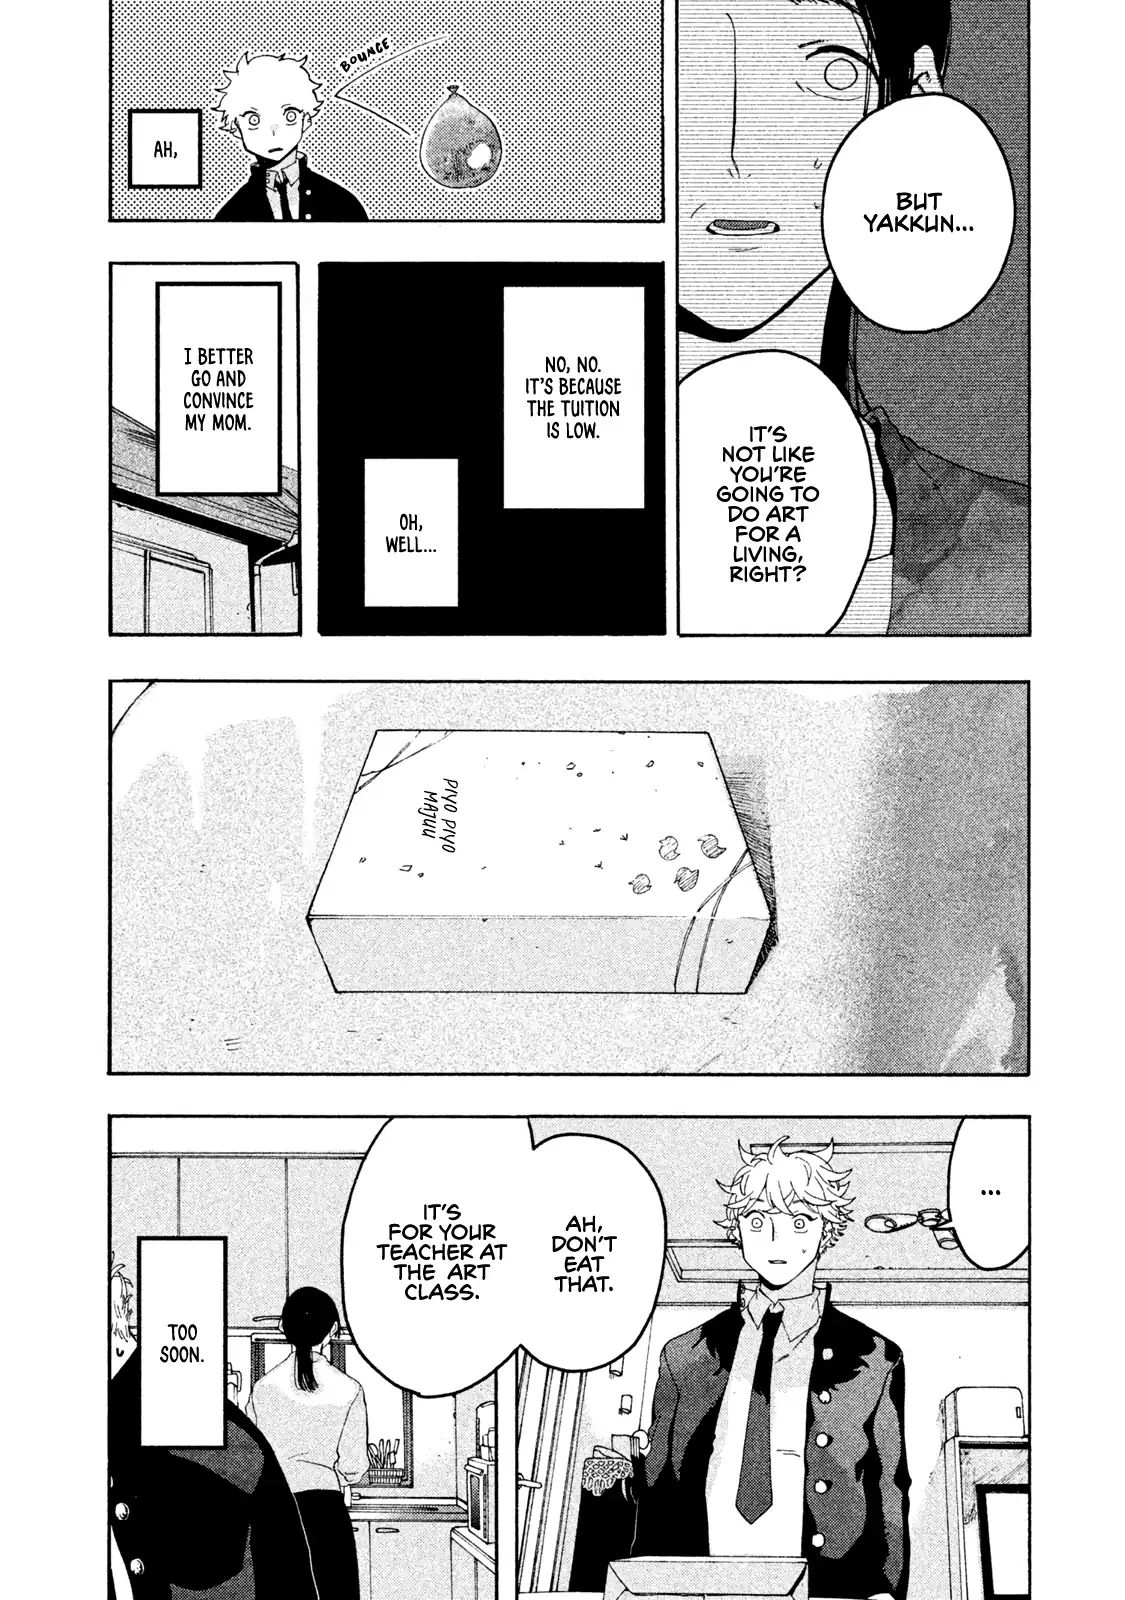 BUT
YAKKUN...
IT'S
NOT LIKE
YOU'RE
GOING TO
DO ART
FOR A
LIVING,
RIGHT?
BOUNCE
AH,
NO, NO.
IT'S BECAUSE
THE TUITION
IS LOW.
OH,
WELL...
I BETTER
GO AND
CONVINCE
MY MOM.
PIYO PIYO
MAJUU
...
AH,
DON'T
EAT
THAT.
IT'S
FOR YOUR
TEACHER AT
THE ART
CLASS.
TOO
SOON.